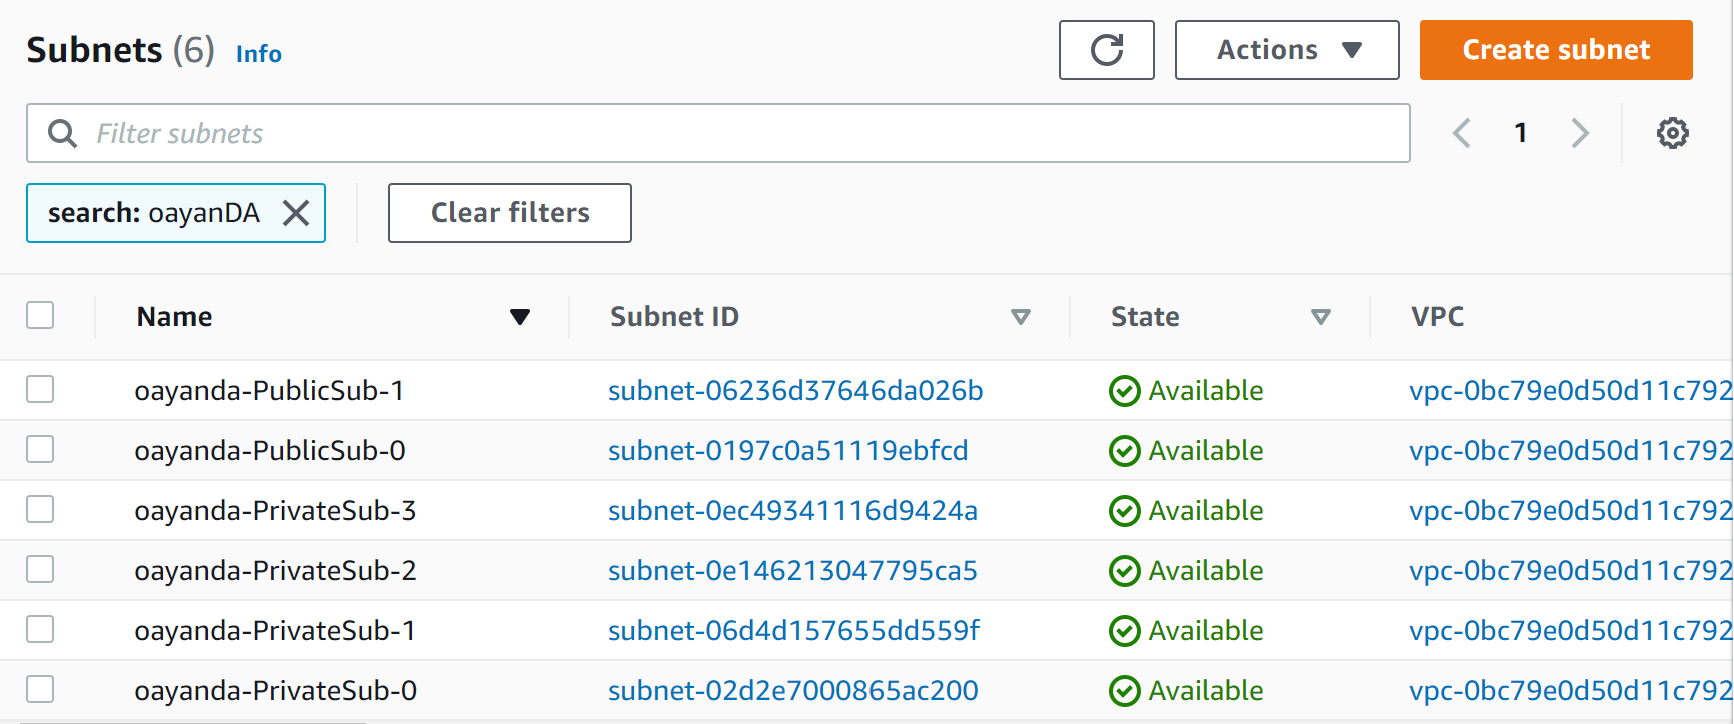 Subnets (6) Info Actions Create subnet
Filter subnets 1
search: oayanDA Clear filters
Name Subnet ID State VPC
oayanda-PublicSub-1 subnet-06236d37646da026b Available vpc-0bc79e0d50d11c792
oayanda-PublicSub-0 subnet-0197c0a51119ebfcd Available vpc-0bc79e0d50d11c792
oayanda-PrivateSub-3 subnet-0ec49341116d9424a Available vpc-0bc79e0d50d11c792
oayanda-PrivateSub-2 subnet-0e146213047795ca5 Available vpc-0bc79e0d50d11c792
oayanda-PrivateSub-1 subnet-06d4d157655dd559f Available vpc-0bc79e0d50d11c792
oayanda-PrivateSub-0 subnet-02d2e7000865ac200 Available vpc-0bc79e0d50d11c792